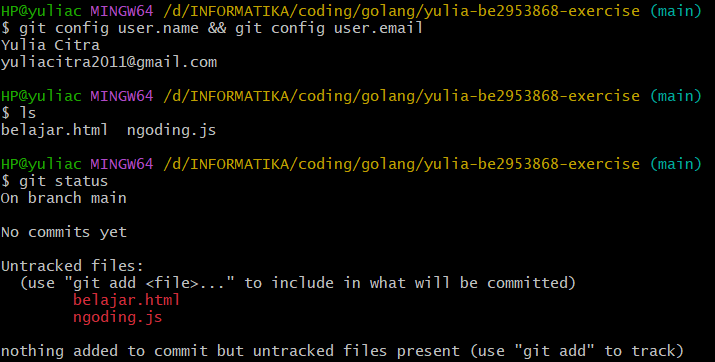 HP@yuliac MINGW64 /d/INFORMATIKA/coding/golang/yulia-be2953868-exercise (main)
$ git config user.name && git config user.email
Yulia Citra
yuliacitra2011@gmail.com
HP@yuliac MINGW64 /d/INFORMATIKA/coding/golang/yulia-be2953868-exercise (main)
$ ls
belajar.html  ngoding.js
HP@yuliac MINGW64 /d/INFORMATIKA/coding/golang/yulia-be2953868-exercise (main)
$ git status
On branch main
No commits yet
Untracked files:
  (use "git add <file>..." to include in what will be committed)
        belajar.html
        ngoding.js
nothing added to commit but untracked files present (use "git add" to track)